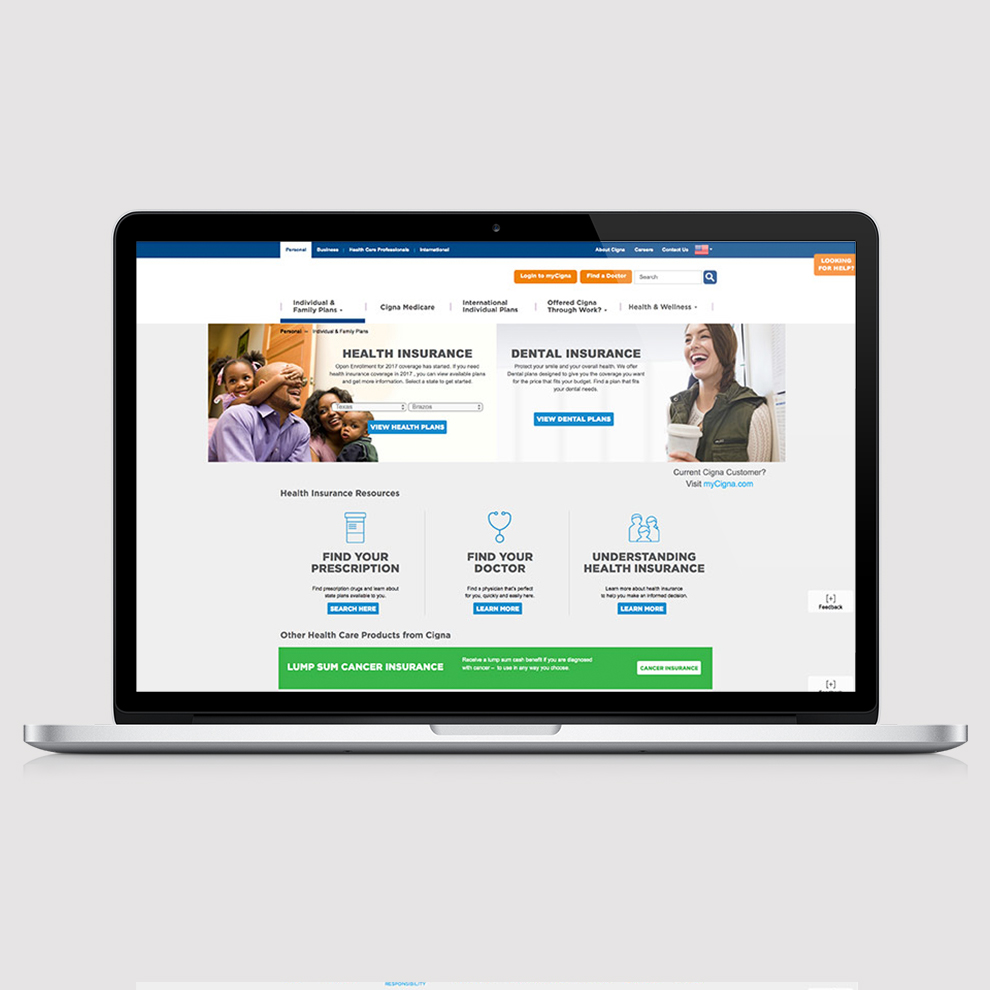 Personal Business Health Care Professionals International About Cigna Careers Contact Us
LOOKING
FOR HELP?
Login to myCigna Find a Doctor Search
Individual &
Family Plans
Cigna Medicare
International
Individual Plans
Offered Cigna
Through Work?
Health & Wellness
Personal Individual & Family Plans
HEALTH INSURANCE
Open Enrollment for 2017 coverage has started. If you need
health insurance coverage in 2017, you can view available plans
and get more information. Select a state to get started.
Texas Brazos
VIEW HEALTH PLANS
DENTAL INSURANCE
Protect your smile and your overall health. We offer
dental plans designed to give you the coverage you want
for the price that fits your budget. Find a plan that fits
your dental needs.
VIEW DENTAL PLANS
Current Cigna Customer?
Visit myCigna.com
Health Insurance Resources
FIND YOUR
PRESCRIPTION
Find prescription drugs and learn about
state plans available to you.
SEARCH HERE
FIND YOUR
DOCTOR
Find a physician that's perfect
for you, quickly and easily here.
LEARN MORE
UNDERSTANDING
HEALTH INSURANCE
Learn more about health insurance
to help you make an informed decision.
LEARN MORE
[+]
Feedback
Other Health Care Products from Cigna
LUMP SUM CANCER INSURANCE
Receive a lump sum cash benefit if you are diagnosed
with cancer – to use in any way you choose.
CANCER INSURANCE
[+]
RESPONSIBILITY